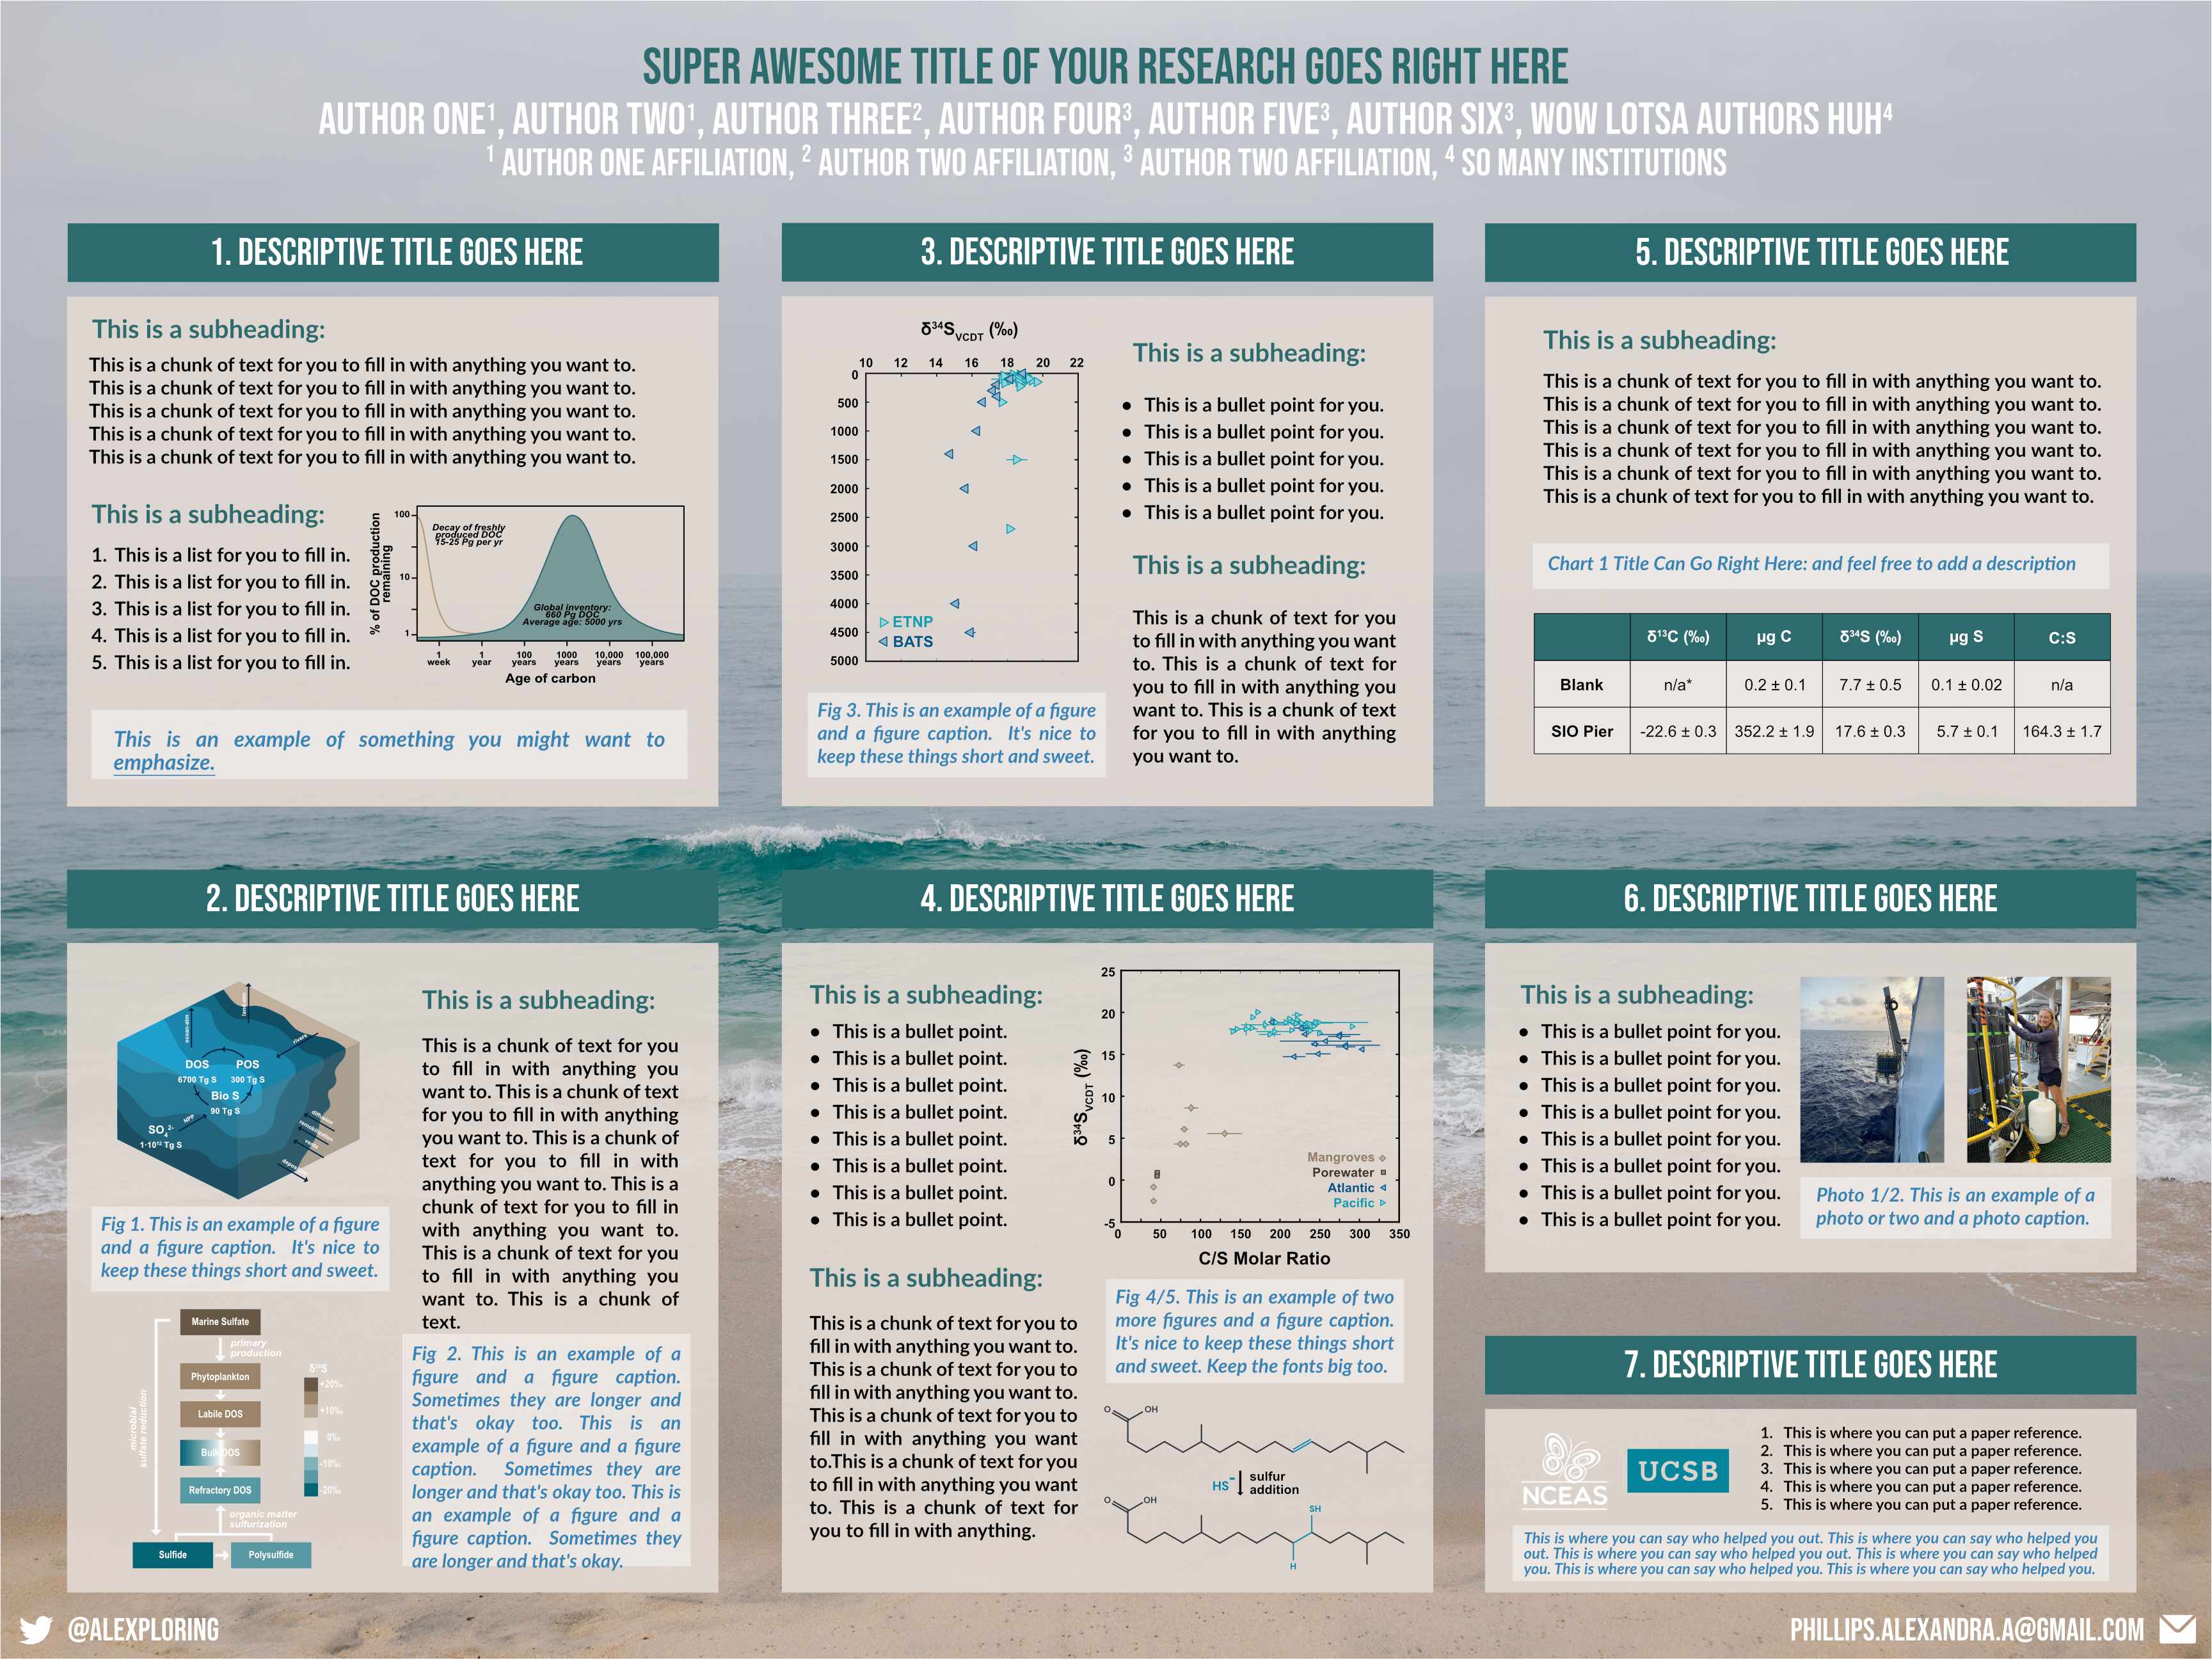 SUPER AWESOME TITLE OF YOUR RESEARCH GOES RIGHT HERE
AUTHOR ONE¹, AUTHOR TWO¹, AUTHOR THREE², AUTHOR FOUR³, AUTHOR FIVE³, AUTHOR SIX³, WOW LOTSA AUTHORS HUH⁴
¹ AUTHOR ONE AFFILIATION, ² AUTHOR TWO AFFILIATION, ³ AUTHOR TWO AFFILIATION, ⁴ SO MANY INSTITUTIONS
1. DESCRIPTIVE TITLE GOES HERE
This is a subheading:
This is a chunk of text for you to fill in with anything you want to.
This is a chunk of text for you to fill in with anything you want to.
This is a chunk of text for you to fill in with anything you want to.
This is a chunk of text for you to fill in with anything you want to.
This is a chunk of text for you to fill in with anything you want to.
This is a subheading:
1. This is a list for you to fill in.
2. This is a list for you to fill in.
3. This is a list for you to fill in.
4. This is a list for you to fill in.
5. This is a list for you to fill in.
% of DOC production
remaining
100
10
1
Decay of freshly
produced DOC
15-25 Pg per yr
Global inventory:
660 Pg DOC
Average age: 5000 yrs
1 week
1 year
100 years
1000 years
10,000 years
100,000 years
Age of carbon
This is an example of something you might want to
emphasize.
2. DESCRIPTIVE TITLE GOES HERE
ocean-atm
rivers
DOS POS
6700 Tg S 300 Tg S
Bio S
90 Tg S
NPP
SO₄²⁻
1·10¹² Tg S
diffusion
remobilization
vents
Fig 1. This is an example of a figure
and a figure caption. It's nice to
keep these things short and sweet.
This is a subheading:
This is a chunk of text for you
to fill in with anything you
want to. This is a chunk of text
for you to fill in with anything
you want to. This is a chunk of
text for you to fill in with
anything you want to. This is a
chunk of text for you to fill in
with anything you want to.
This is a chunk of text for you
to fill in with anything you
want to. This is a chunk of
text.
Marine Sulfate
primary
production
Phytoplankton
Labile DOS
Bulk DOS
Refractory DOS
organic matter
sulfurization
Sulfide
Polysulfide
microbial
sulfate reduction
δ³⁴S
+20‰
+10‰
0‰
-10‰
-20‰
Fig 2. This is an example of a
figure and a figure caption.
Sometimes they are longer and
that's okay too. This is an
example of a figure and a figure
caption. Sometimes they are
longer and that's okay too. This is
an example of a figure and a
figure caption. Sometimes they
are longer and that's okay.
3. DESCRIPTIVE TITLE GOES HERE
δ³⁴S VCDT (‰)
10 12 14 16 18 20 22
0
500
1000
1500
2000
2500
3000
3500
4000
4500
5000
ETNP
BATS
Fig 3. This is an example of a figure
and a figure caption. It's nice to
keep these things short and sweet.
This is a subheading:
● This is a bullet point for you.
● This is a bullet point for you.
● This is a bullet point for you.
● This is a bullet point for you.
● This is a bullet point for you.
This is a subheading:
This is a chunk of text for you
to fill in with anything you want
to. This is a chunk of text for
you to fill in with anything you
want to. This is a chunk of text
for you to fill in with anything
you want to.
4. DESCRIPTIVE TITLE GOES HERE
This is a subheading:
● This is a bullet point.
● This is a bullet point.
● This is a bullet point.
● This is a bullet point.
● This is a bullet point.
● This is a bullet point.
● This is a bullet point.
● This is a bullet point.
δ³⁴S VCDT (‰)
25
20
15
10
5
0
-5
Mangroves
Porewater
Atlantic
Pacific
0 50 100 150 200 250 300 350
C/S Molar Ratio
This is a subheading:
This is a chunk of text for you to
fill in with anything you want to.
This is a chunk of text for you to
fill in with anything you want to.
This is a chunk of text for you to
fill in with anything you want
to.This is a chunk of text for you
to fill in with anything you want
to. This is a chunk of text for
you to fill in with anything.
Fig 4/5. This is an example of two
more figures and a figure caption.
It's nice to keep these things short
and sweet. Keep the fonts big too.
O OH
HS⁻ sulfur
addition
O OH
SH
H
5. DESCRIPTIVE TITLE GOES HERE
This is a subheading:
This is a chunk of text for you to fill in with anything you want to.
This is a chunk of text for you to fill in with anything you want to.
This is a chunk of text for you to fill in with anything you want to.
This is a chunk of text for you to fill in with anything you want to.
This is a chunk of text for you to fill in with anything you want to.
This is a chunk of text for you to fill in with anything you want to.
Chart 1 Title Can Go Right Here: and feel free to add a description
δ¹³C (‰) µg C δ³⁴S (‰) µg S C:S
Blank n/a* 0.2 ± 0.1 7.7 ± 0.5 0.1 ± 0.02 n/a
SIO Pier -22.6 ± 0.3 352.2 ± 1.9 17.6 ± 0.3 5.7 ± 0.1 164.3 ± 1.7
6. DESCRIPTIVE TITLE GOES HERE
This is a subheading:
● This is a bullet point for you.
● This is a bullet point for you.
● This is a bullet point for you.
● This is a bullet point for you.
● This is a bullet point for you.
● This is a bullet point for you.
● This is a bullet point for you.
● This is a bullet point for you.
Photo 1/2. This is an example of a
photo or two and a photo caption.
7. DESCRIPTIVE TITLE GOES HERE
NCEAS
UCSB
1. This is where you can put a paper reference.
2. This is where you can put a paper reference.
3. This is where you can put a paper reference.
4. This is where you can put a paper reference.
5. This is where you can put a paper reference.
This is where you can say who helped you out. This is where you can say who helped you
out. This is where you can say who helped you out. This is where you can say who helped
you. This is where you can say who helped you. This is where you can say who helped you.
@ALEXPLORING
PHILLIPS.ALEXANDRA.A@GMAIL.COM